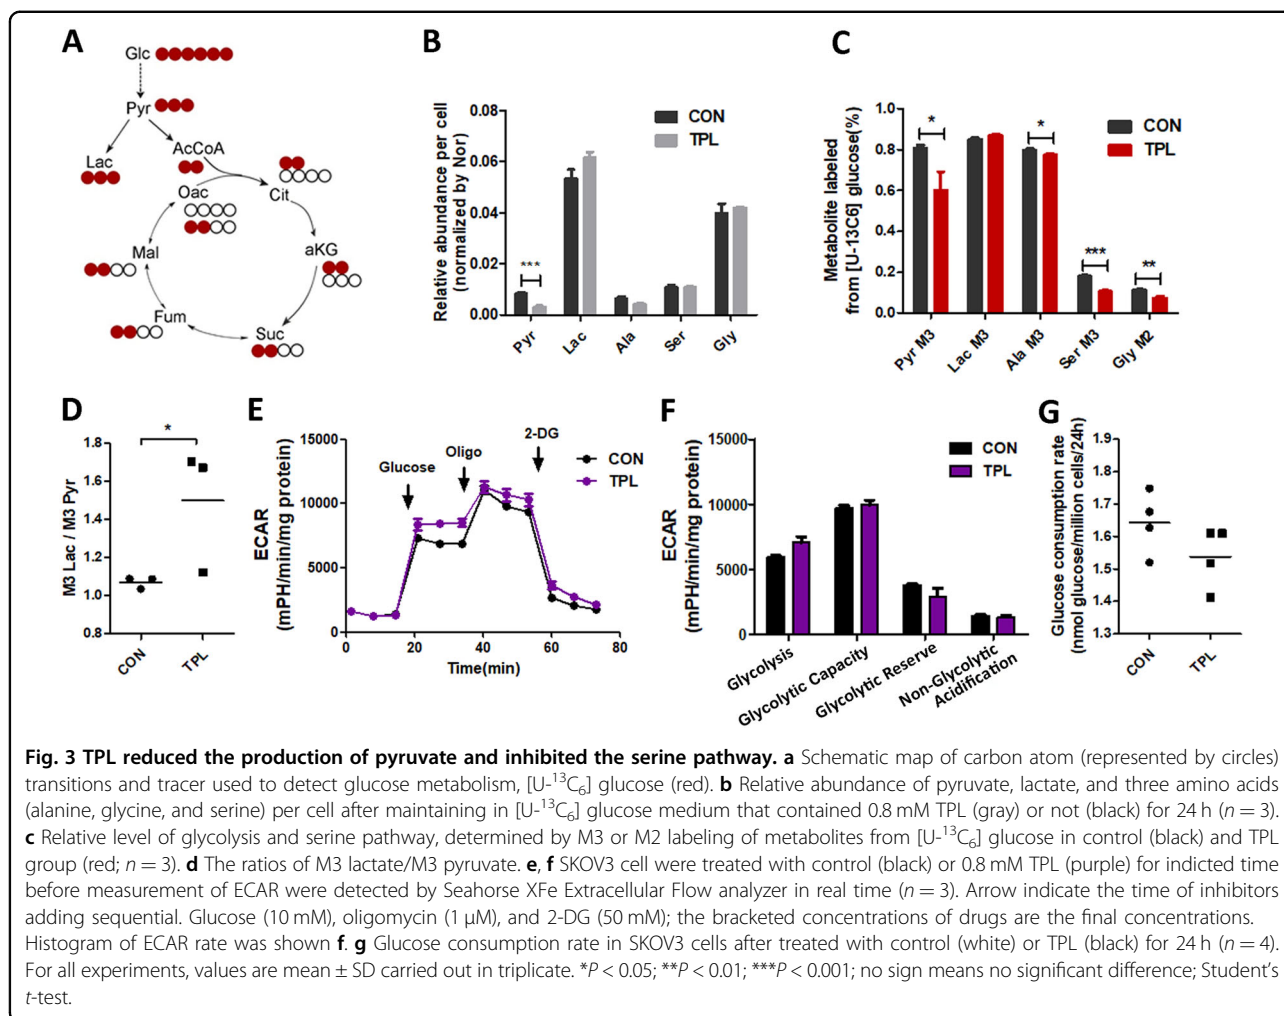 A
Glc
Pyr
AcCoA
Lac
Oac
Cit
Mal
aKG
Fum
Suc
B
Relative abundance per cell
(normalized by Nor)
0.08
0.06
0.04
0.02
0.00
CON
TPL
***
Pyr
Lac
Ala
Ser
Gly
C
Metabolite labeled
from [U-13C6] glucose(%)
1.0
0.8
0.6
0.4
0.2
0.0
CON
TPL
*
*
***
**
Pyr M3
Lac M3
Ala M3
Ser M3
Gly M2
D
M3 Lac / M3 Pyr
1.8
1.6
1.4
1.2
1.0
0.8
*
CON
TPL
E
ECAR
(mPH/min/mg protein)
15000
10000
5000
0
Glucose
Oligo
2-DG
CON
TPL
0
20
40
60
80
Time(min)
F
ECAR
(mPH/min/mg protein)
15000
10000
5000
0
CON
TPL
Glycolysis
Glycolytic Capacity
Glycolytic Reserve
Non-Glycolytic
Acidification
G
Glucose consumption rate
(nmol glucose/million cells/24h)
1.9
1.8
1.7
1.6
1.5
1.4
1.3
CON
TPL
Fig. 3 TPL reduced the production of pyruvate and inhibited the serine pathway. a Schematic map of carbon atom (represented by circles)
transitions and tracer used to detect glucose metabolism, [U-¹³C₆] glucose (red). b Relative abundance of pyruvate, lactate, and three amino acids
(alanine, glycine, and serine) per cell after maintaining in [U-¹³C₆] glucose medium that contained 0.8 mM TPL (gray) or not (black) for 24 h (n = 3).
c Relative level of glycolysis and serine pathway, determined by M3 or M2 labeling of metabolites from [U-¹³C₆] glucose in control (black) and TPL
group (red; n = 3). d The ratios of M3 lactate/M3 pyruvate. e, f SKOV3 cell were treated with control (black) or 0.8 mM TPL (purple) for indicted time
before measurement of ECAR were detected by Seahorse XFe Extracellular Flow analyzer in real time (n = 3). Arrow indicate the time of inhibitors
adding sequential. Glucose (10 mM), oligomycin (1 µM), and 2-DG (50 mM); the bracketed concentrations of drugs are the final concentrations.
Histogram of ECAR rate was shown f. g Glucose consumption rate in SKOV3 cells after treated with control (white) or TPL (black) for 24 h (n = 4).
For all experiments, values are mean ± SD carried out in triplicate. *P < 0.05; **P < 0.01; ***P < 0.001; no sign means no significant difference; Student's
t-test.